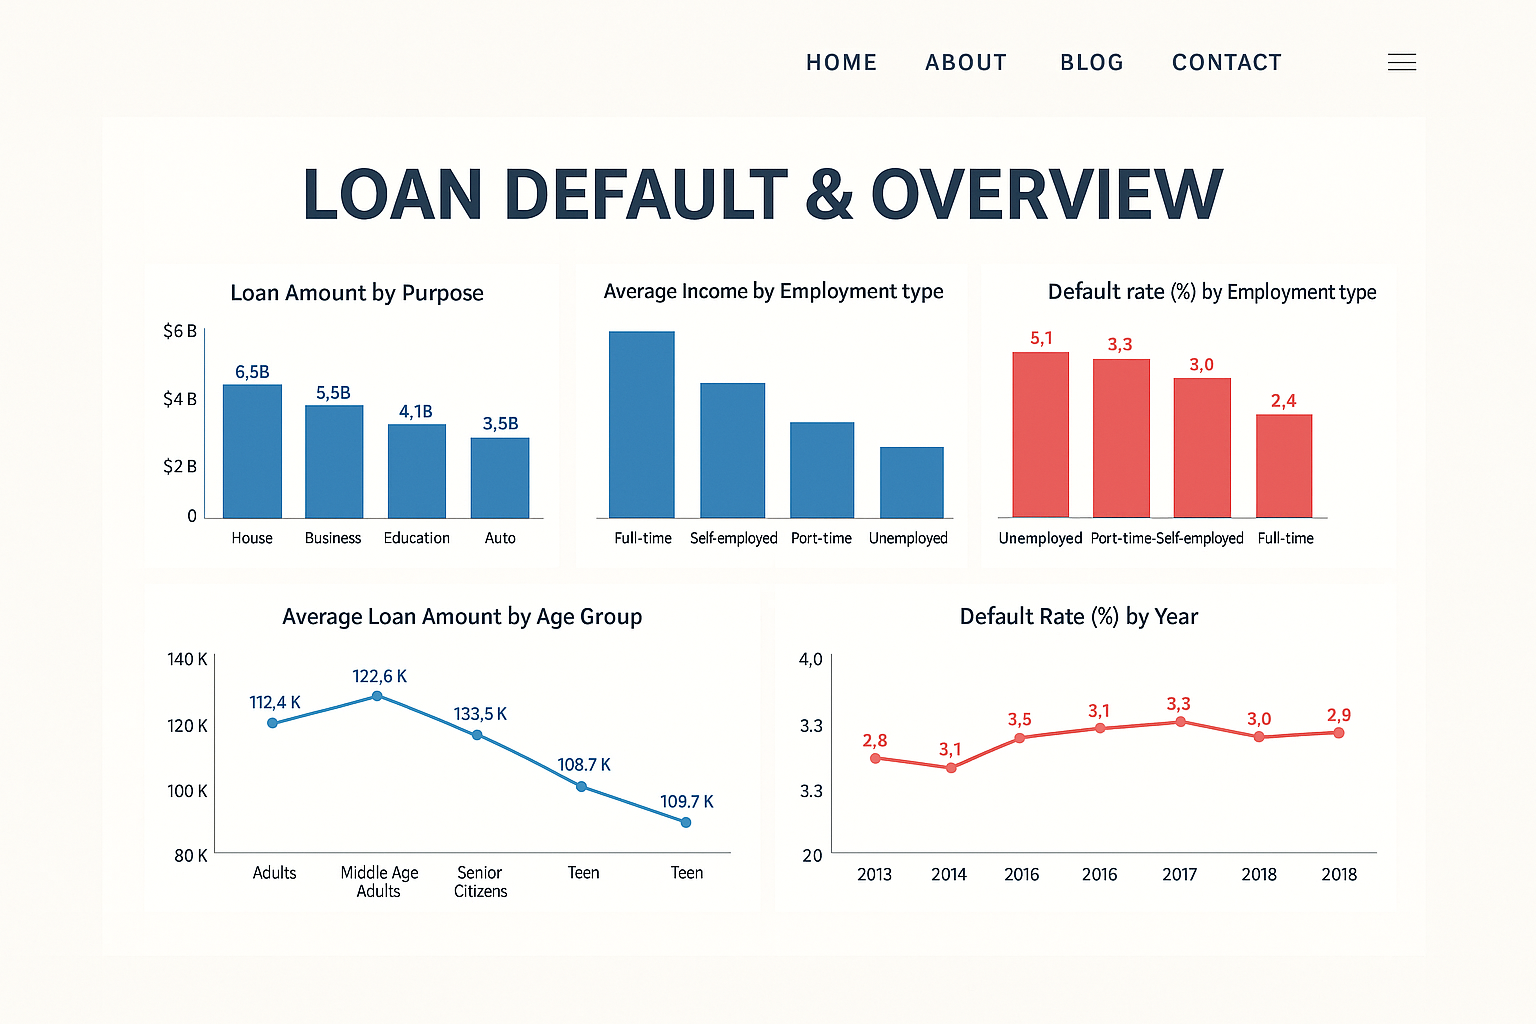 HOME ABOUT BLOG CONTACT
LOAN DEFAULT & OVERVIEW
Loan Amount by Purpose
$6 B
$4 B
$2 B
0
6,5B
5,5B
4,1B
3,5B
House Business Education Auto
Average Income by Employment type
Full-time Self-employed Port-time Unemployed
Default rate (%) by Employment type
5,1
3,3
3,0
2,4
Unemployed Port-time-Self-employed Full-time
Average Loan Amount by Age Group
140 K
120 K
100 K
80 K
112,4 K
122,6 K
133,5 K
108.7 K
109.7 K
Adults Middle Age Senior Teen Teen
Adults Citizens
Default Rate (%) by Year
4,0
3.3
3.3
20
2,8
3,1
3,5
3,1
3,3
3,0
2,9
2013 2014 2016 2016 2017 2018 2018